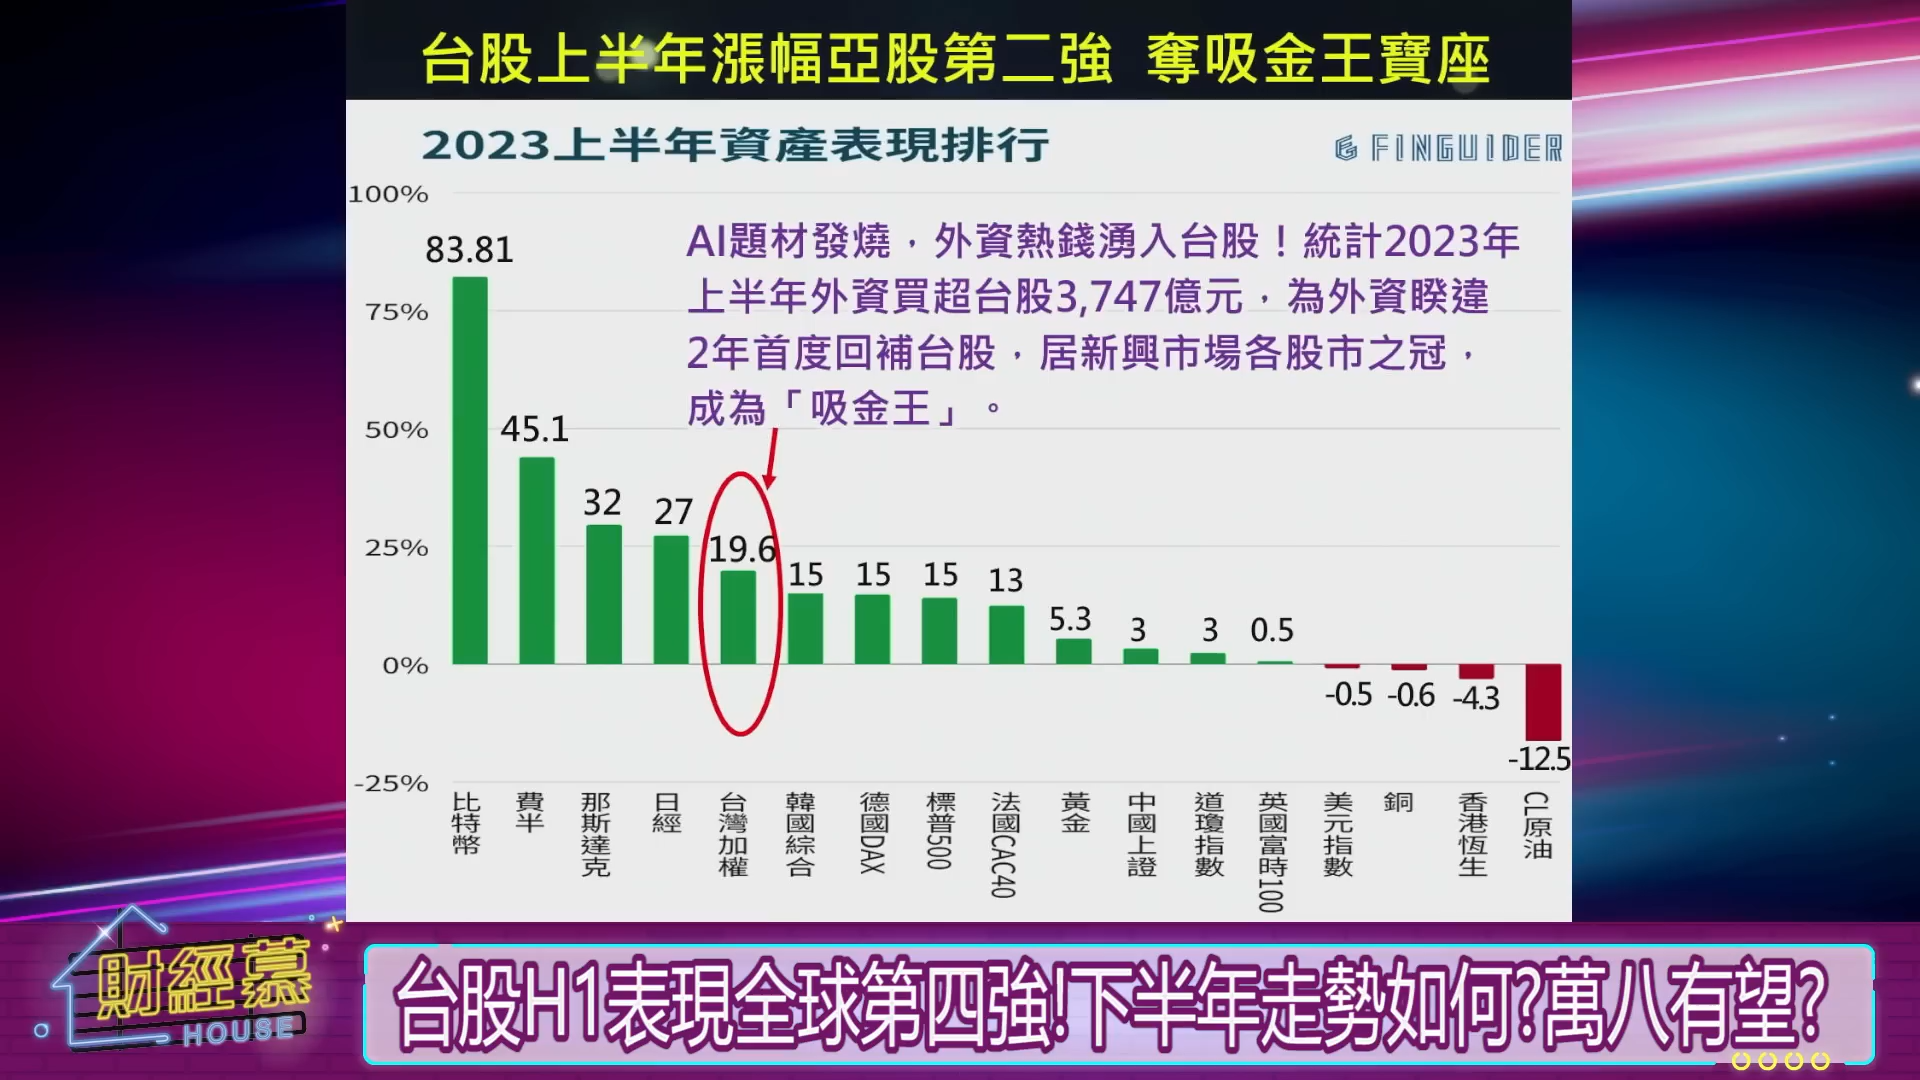 台股上半年漲幅亞股第二強 奪吸金王寶座
2023上半年資產表現排行
FINGUIDER
AI題材發燒，外資熱錢湧入台股！統計2023年
上半年外資買超台股3,747億元，為外資睽違
2年首度回補台股，居新興市場各股市之冠，
成為「吸金王」。
100%
75%
50%
25%
0%
-25%
83.81
45.1
32
27
19.6
15
15
15
13
5.3
3
3
0.5
-0.5
-0.6
-4.3
-12.5
比特幣
費半
那斯達克
日經
台灣加權
韓國綜合
德國DAX
標普500
法國CAC40
黃金
中國上證
道瓊指數
英國富時100
美元指數
銅
香港恆生
CL原油
財經慕
HOUSE
台股H1表現全球第四強!下半年走勢如何?萬八有望?